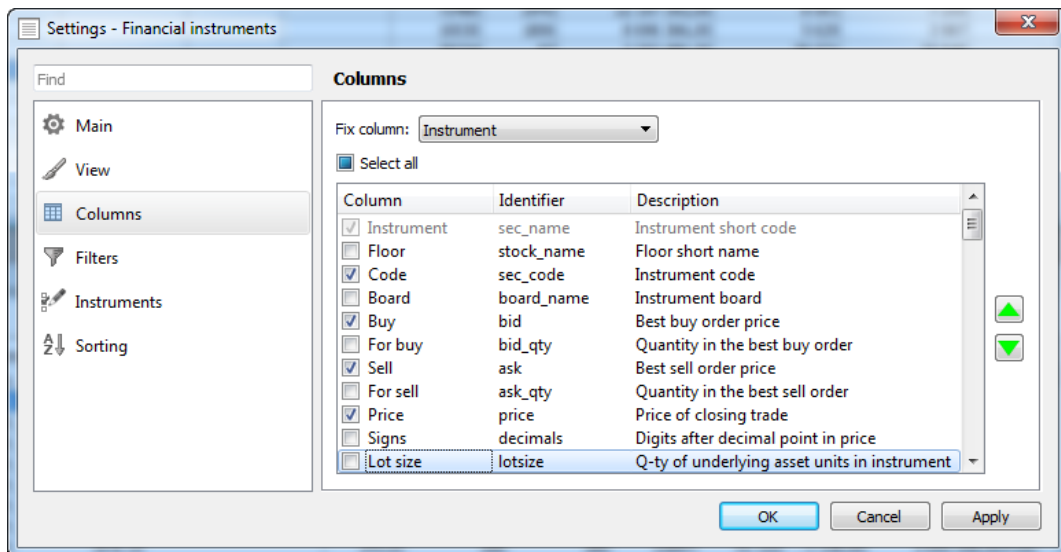 Settings - Financial instruments
x
Find
Main
View
Columns
Filters
Instruments
Sorting
Columns
Fix column: Instrument
Select all
Column Identifier Description
Instrument sec_name Instrument short code
Floor stock_name Floor short name
Code sec_code Instrument code
Board board_name Instrument board
Buy bid Best buy order price
For buy bid_qty Quantity in the best buy order
Sell ask Best sell order price
For sell ask_qty Quantity in the best sell order
Price price Price of closing trade
Signs decimals Digits after decimal point in price
Lot size lotsize Q-ty of underlying asset units in instrument
OK Cancel Apply